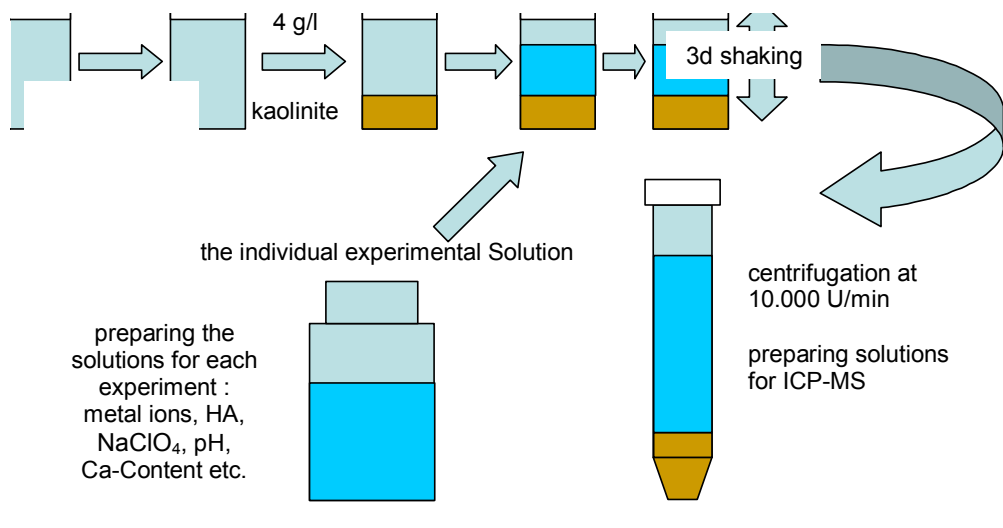 4 g/l
kaolinite
3d shaking
the individual experimental Solution
preparing the
solutions for each
experiment :
metal ions, HA,
NaClO₄, pH,
Ca-Content etc.
centrifugation at
10.000 U/min
preparing solutions
for ICP-MS